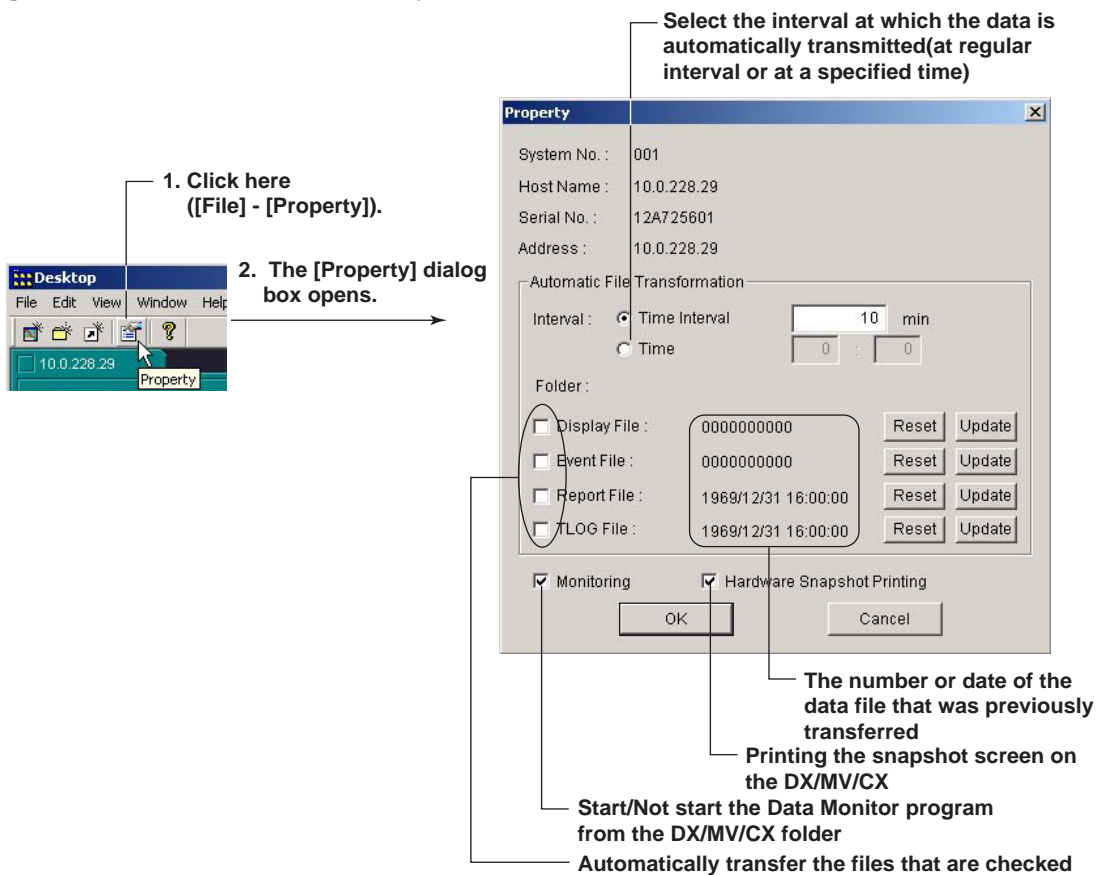 Select the interval at which the data is
automatically transmitted(at regular
interval or at a specified time)
Property
System No. : 001
Host Name : 10.0.228.29
Serial No. : 12A725601
Address : 10.0.228.29
Automatic File Transformation
Interval : Time Interval 10 min
Time 0 : 0
Folder :
Display File : 0000000000 Reset Update
Event File : 0000000000 Reset Update
Report File : 1969/12/31 16:00:00 Reset Update
TLOG File : 1969/12/31 16:00:00 Reset Update
Monitoring Hardware Snapshot Printing
OK Cancel
1. Click here
([File] - [Property]).
Desktop
File Edit View Window Help
10.0.228.29
Property
2. The [Property] dialog
box opens.
The number or date of the
data file that was previously
transferred
Printing the snapshot screen on
the DX/MV/CX
Start/Not start the Data Monitor program
from the DX/MV/CX folder
Automatically transfer the files that are checked